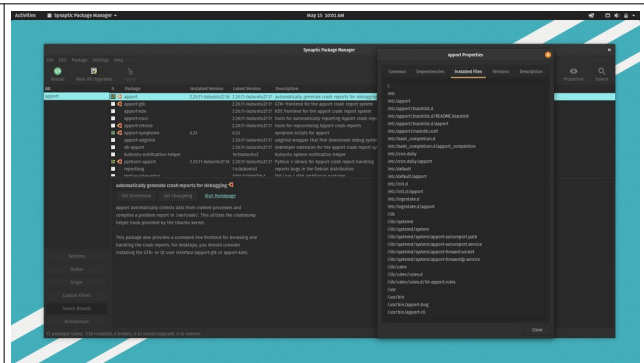 Activities Synaptic Package Manager May 15 10:01 AM
Synaptic Package Manager
File Edit Package Settings Help
Reload Mark All Upgrades Apply Properties Search
All S Package Installed Version Latest Version Description
apport apport automatically generate crash reports for debugging
apport-gtk GTK+ frontend for the apport crash report system
apport-kde KDE frontend for the apport crash report system
apport-noui tools for automatically reporting Apport crash
apport-retrace tools for reprocessing Apport crash reports
apport-symptoms 0.23 0.23 symptom scripts for apport
apport-valgrind valgrind wrapper that first downloads debug
dh-apport debhelper extension for the apport crash report
kubuntu-notification-helper Kubuntu system notification helper
python3-apport Python 3 library for Apport crash report handling
reportbug reports bugs in the Debian distribution
automatically generate crash reports for debugging
Get Screenshot Get Changelog Visit Homepage
apport automatically collects data from crashed processes and
compiles a problem report in /var/crash/. This utilizes the crashdump
helper hook provided by the Ubuntu kernel.
This package also provides a command line frontend for browsing and
handling the crash reports. For desktops, you should consider
installing the GTK+ or Qt user interface (apport-gtk or apport-kde).
Sections
Status
Origin
Custom Filters
Search Results
Architecture
apport Properties
Common Dependencies Installed Files Versions Description
/.
/etc
/etc/apport
/etc/apport/blacklist.d
/etc/apport/blacklist.d/README.blacklist
/etc/apport/blacklist.d/apport
/etc/apport/crashdb.conf
/etc/bash_completion.d
/etc/bash_completion.d/apport_completion
/etc/cron.daily
/etc/cron.daily/apport
/etc/default
/etc/default/apport
/etc/init.d
/etc/init.d/apport
/etc/logrotate.d
/etc/logrotate.d/apport
/lib
/lib/systemd
/lib/systemd/system
/lib/systemd/system/apport-autoreport.path
/lib/systemd/system/apport-autoreport.service
/lib/systemd/system/apport-forward.socket
/lib/systemd/system/apport-forward@.service
/lib/udev
/lib/udev/rules.d
/lib/udev/rules.d/50-apport.rules
/usr
/usr/bin
/usr/bin/apport-bug
/usr/bin/apport-cli
Close